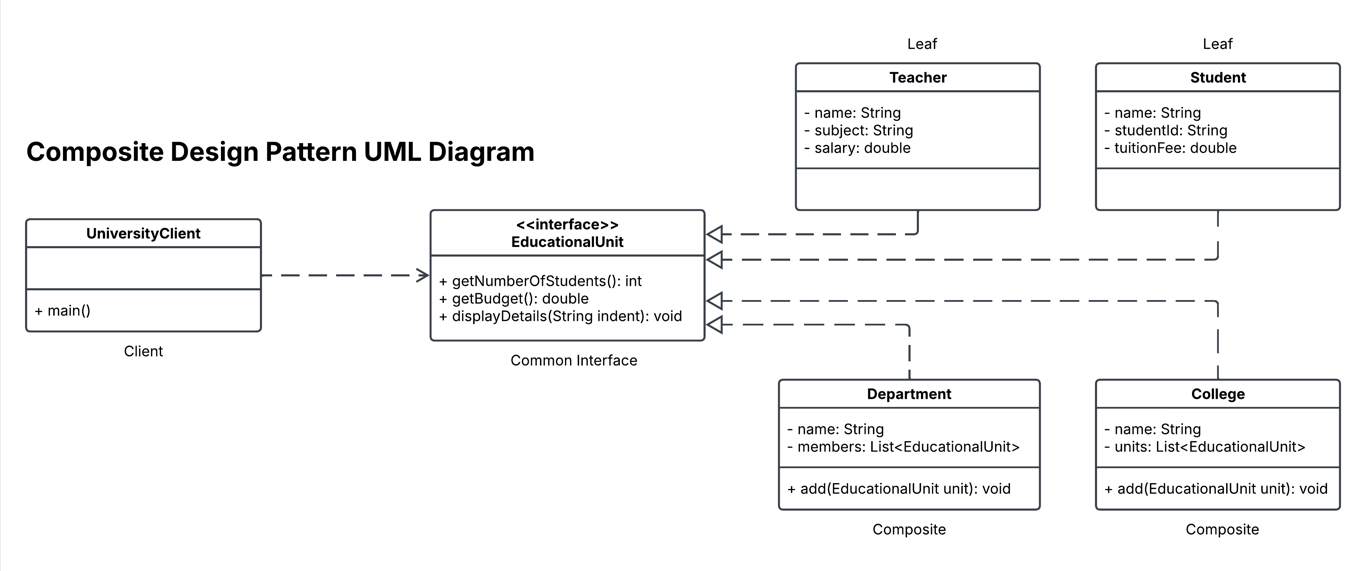 Composite Design Pattern UML Diagram
UniversityClient
+ main()
Client
<<interface>>
EducationalUnit
+ getNumberOfStudents(): int
+ getBudget(): double
+ displayDetails(String indent): void
Common Interface
Leaf
Teacher
- name: String
- subject: String
- salary: double
Leaf
Student
- name: String
- studentId: String
- tuitionFee: double
Department
- name: String
- members: List<EducationalUnit>
+ add(EducationalUnit unit): void
Composite
College
- name: String
- units: List<EducationalUnit>
+ add(EducationalUnit unit): void
Composite